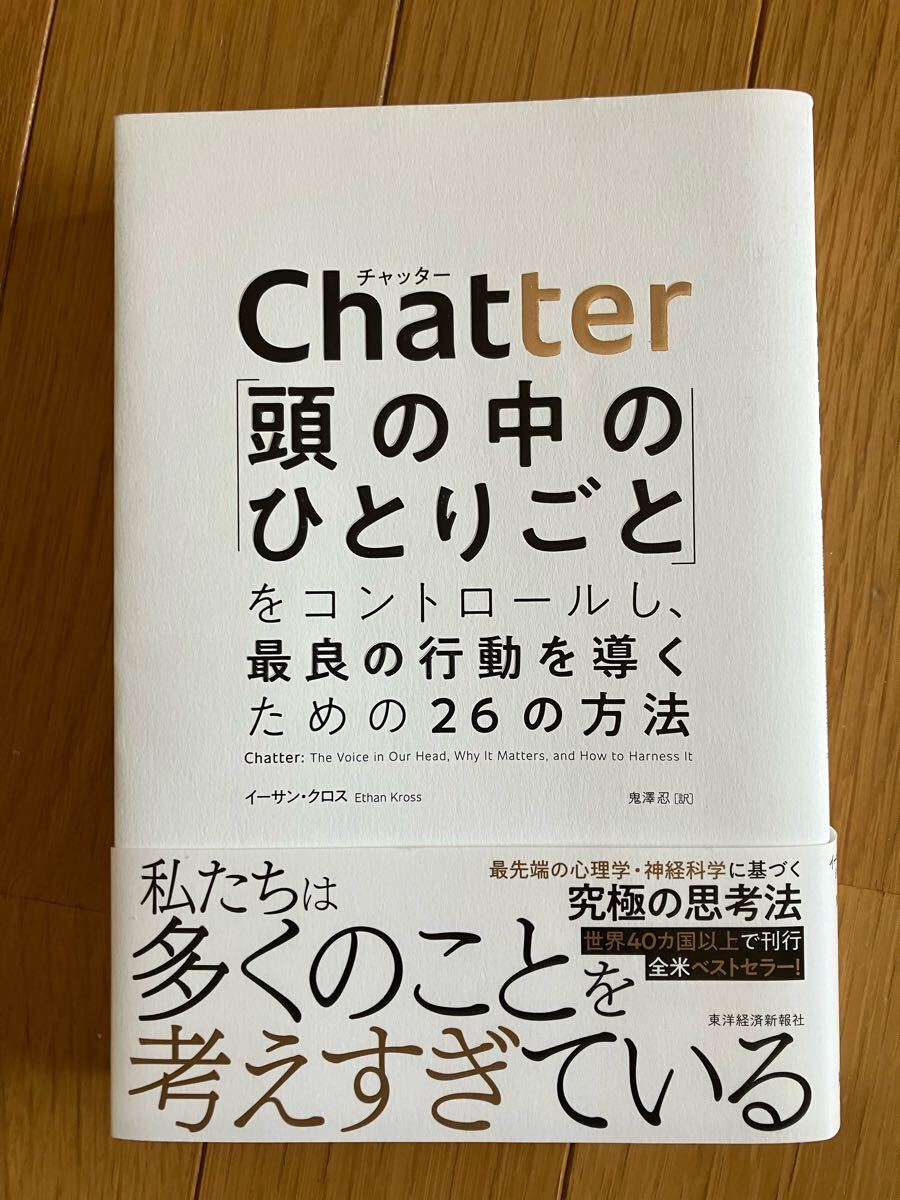 チャッター
Chatter
「頭の中の
ひとりごと」
をコントロールし、
最良の行動を導く
ための26の方法
Chatter: The Voice in Our Head, Why It Matters, and How to Harness It
イーサン・クロス Ethan Kross
鬼澤忍[訳]
私たちは
多くのことを
考えすぎている
最先端の心理学・神経科学に基づく
究極の思考法
世界40カ国以上で刊行
全米ベストセラー!
東洋経済新報社